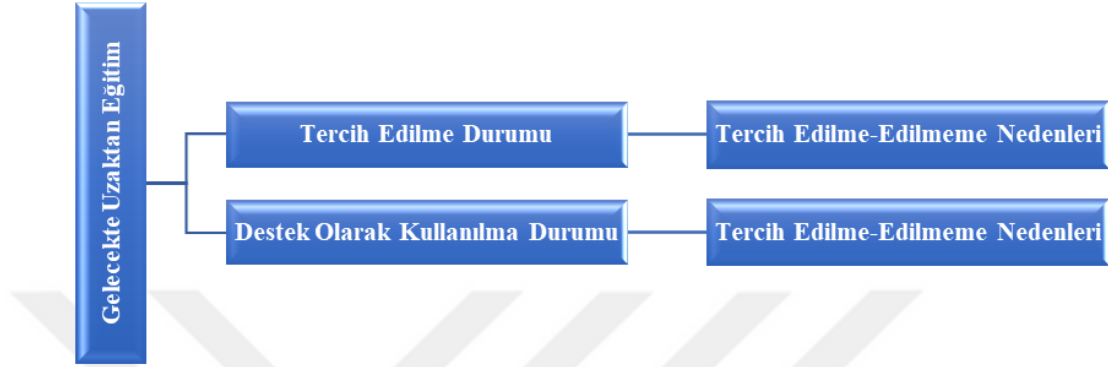 Gelecekte Uzaktan Eğitim
Tercih Edilme Durumu
Tercih Edilme-Edilmeme Nedenleri
Destek Olarak Kullanılma Durumu
Tercih Edilme-Edilmeme Nedenleri